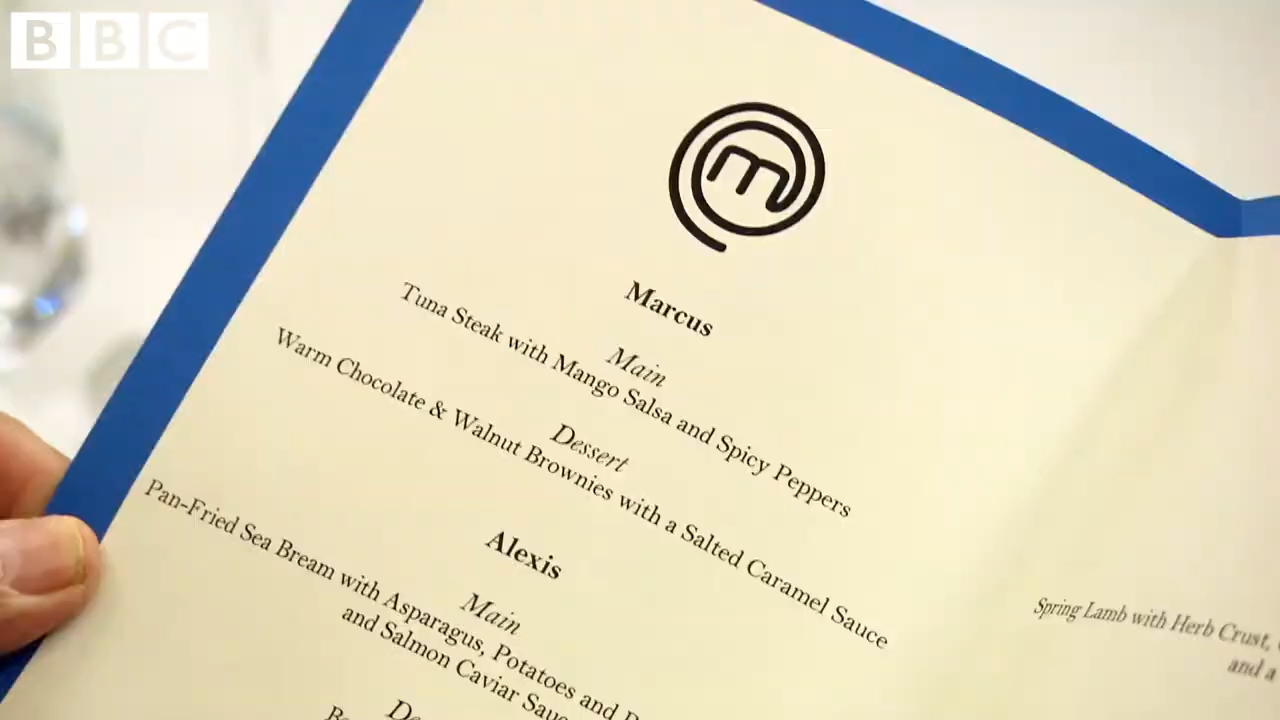 BBC
m
Marcus
Main
Tuna Steak with Mango Salsa and Spicy Peppers
Dessert
Warm Chocolate & Walnut Brownies with a Salted Caramel Sauce
Alexis
Main
Pan-Fried Sea Bream with Asparagus, Potatoes and
and Salmon Caviar Sauc
De
Spring Lamb with Herb Crust,
and a